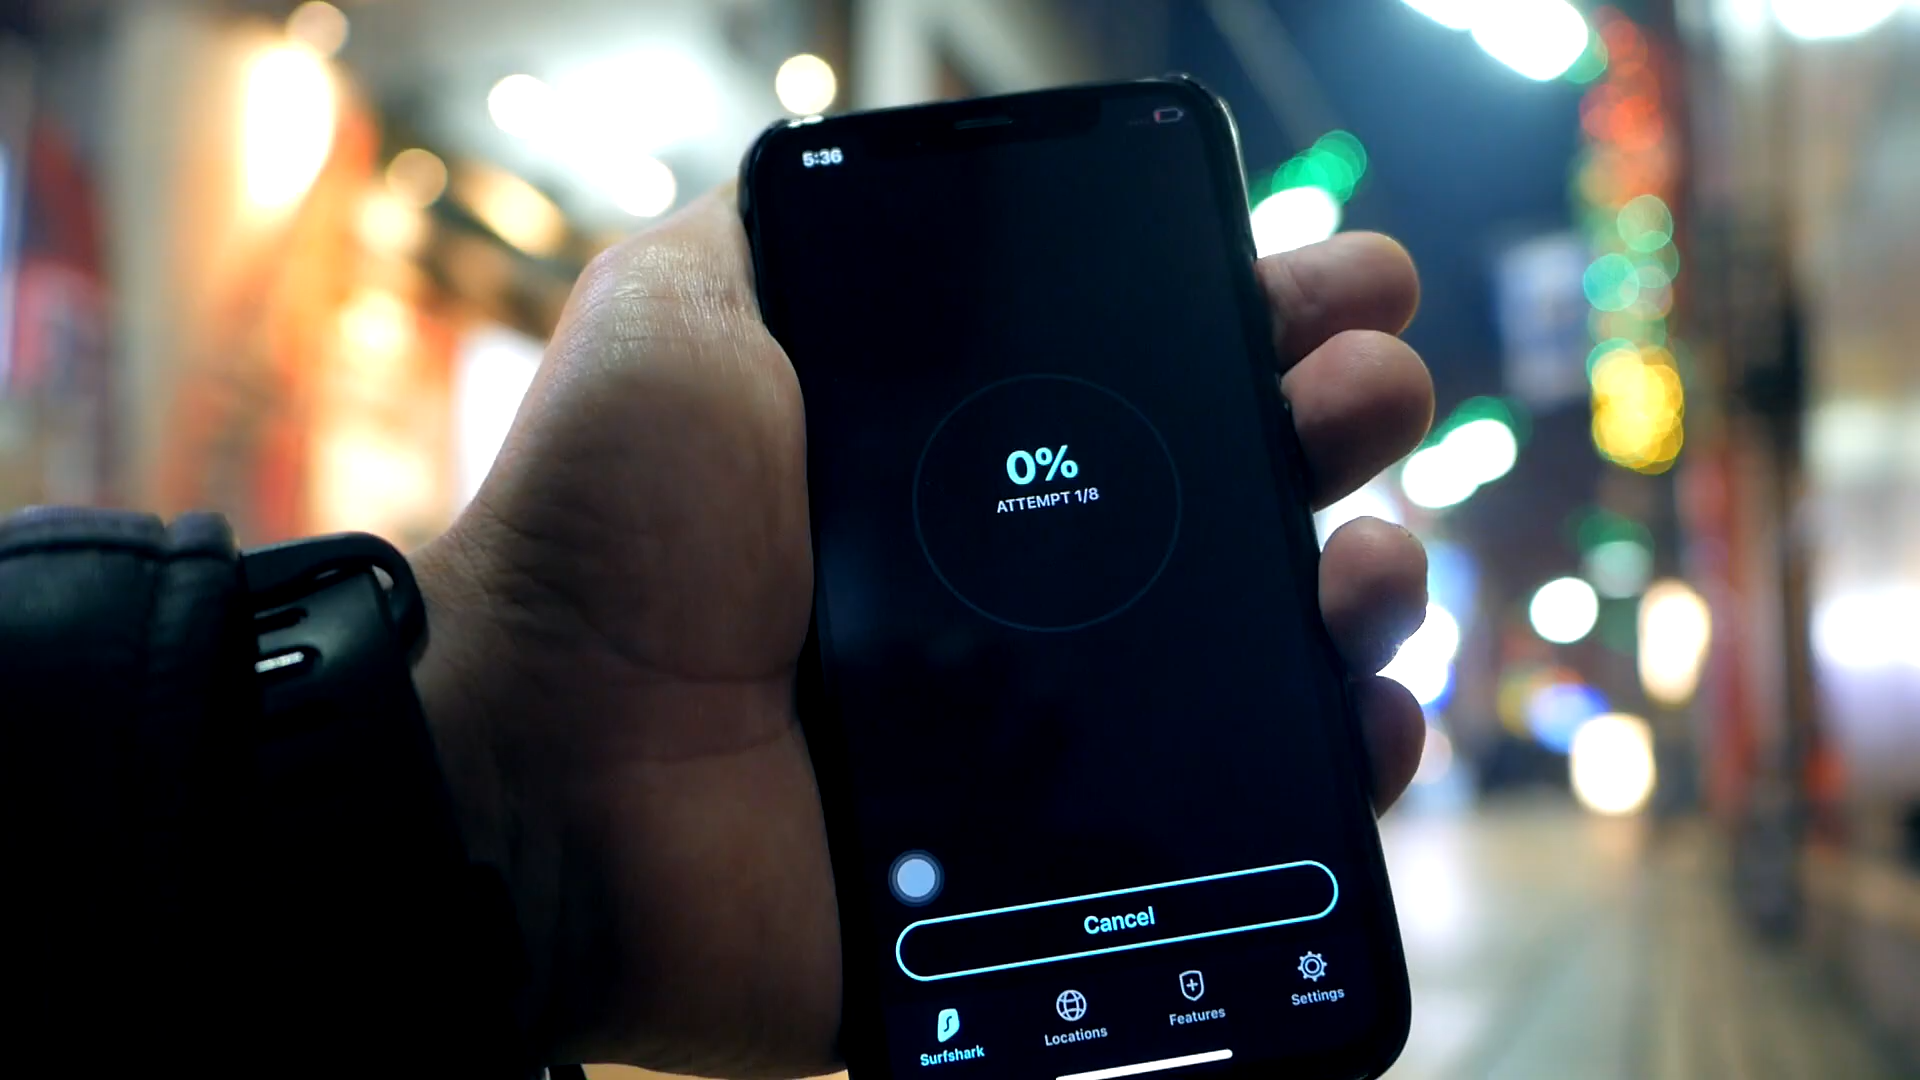 5:36
0%
ATTEMPT 1/8
Cancel
Surfshark
Locations
Features
Settings